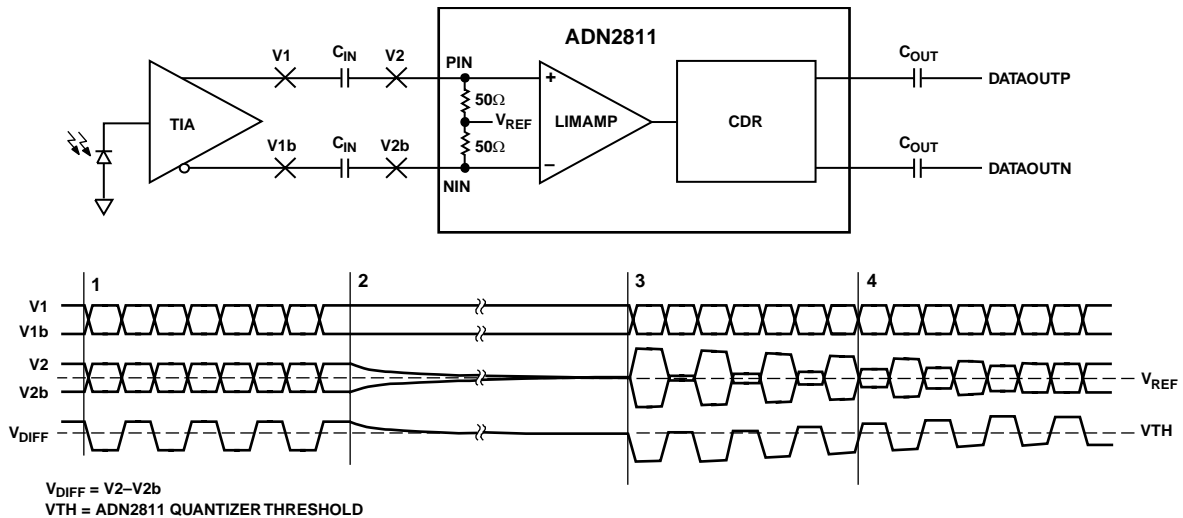 ADN2811
V1 C_IN V2 PIN C_OUT
+ DATAOUTP
50Ω
TIA V_REF LIMAMP CDR
50Ω
V1b C_IN V2b − C_OUT DATAOUTN
NIN
1 2 3 4
V1
V1b
V2
V_REF
V2b
V_DIFF VTH
V_DIFF = V2–V2b
VTH = ADN2811 QUANTIZER THRESHOLD